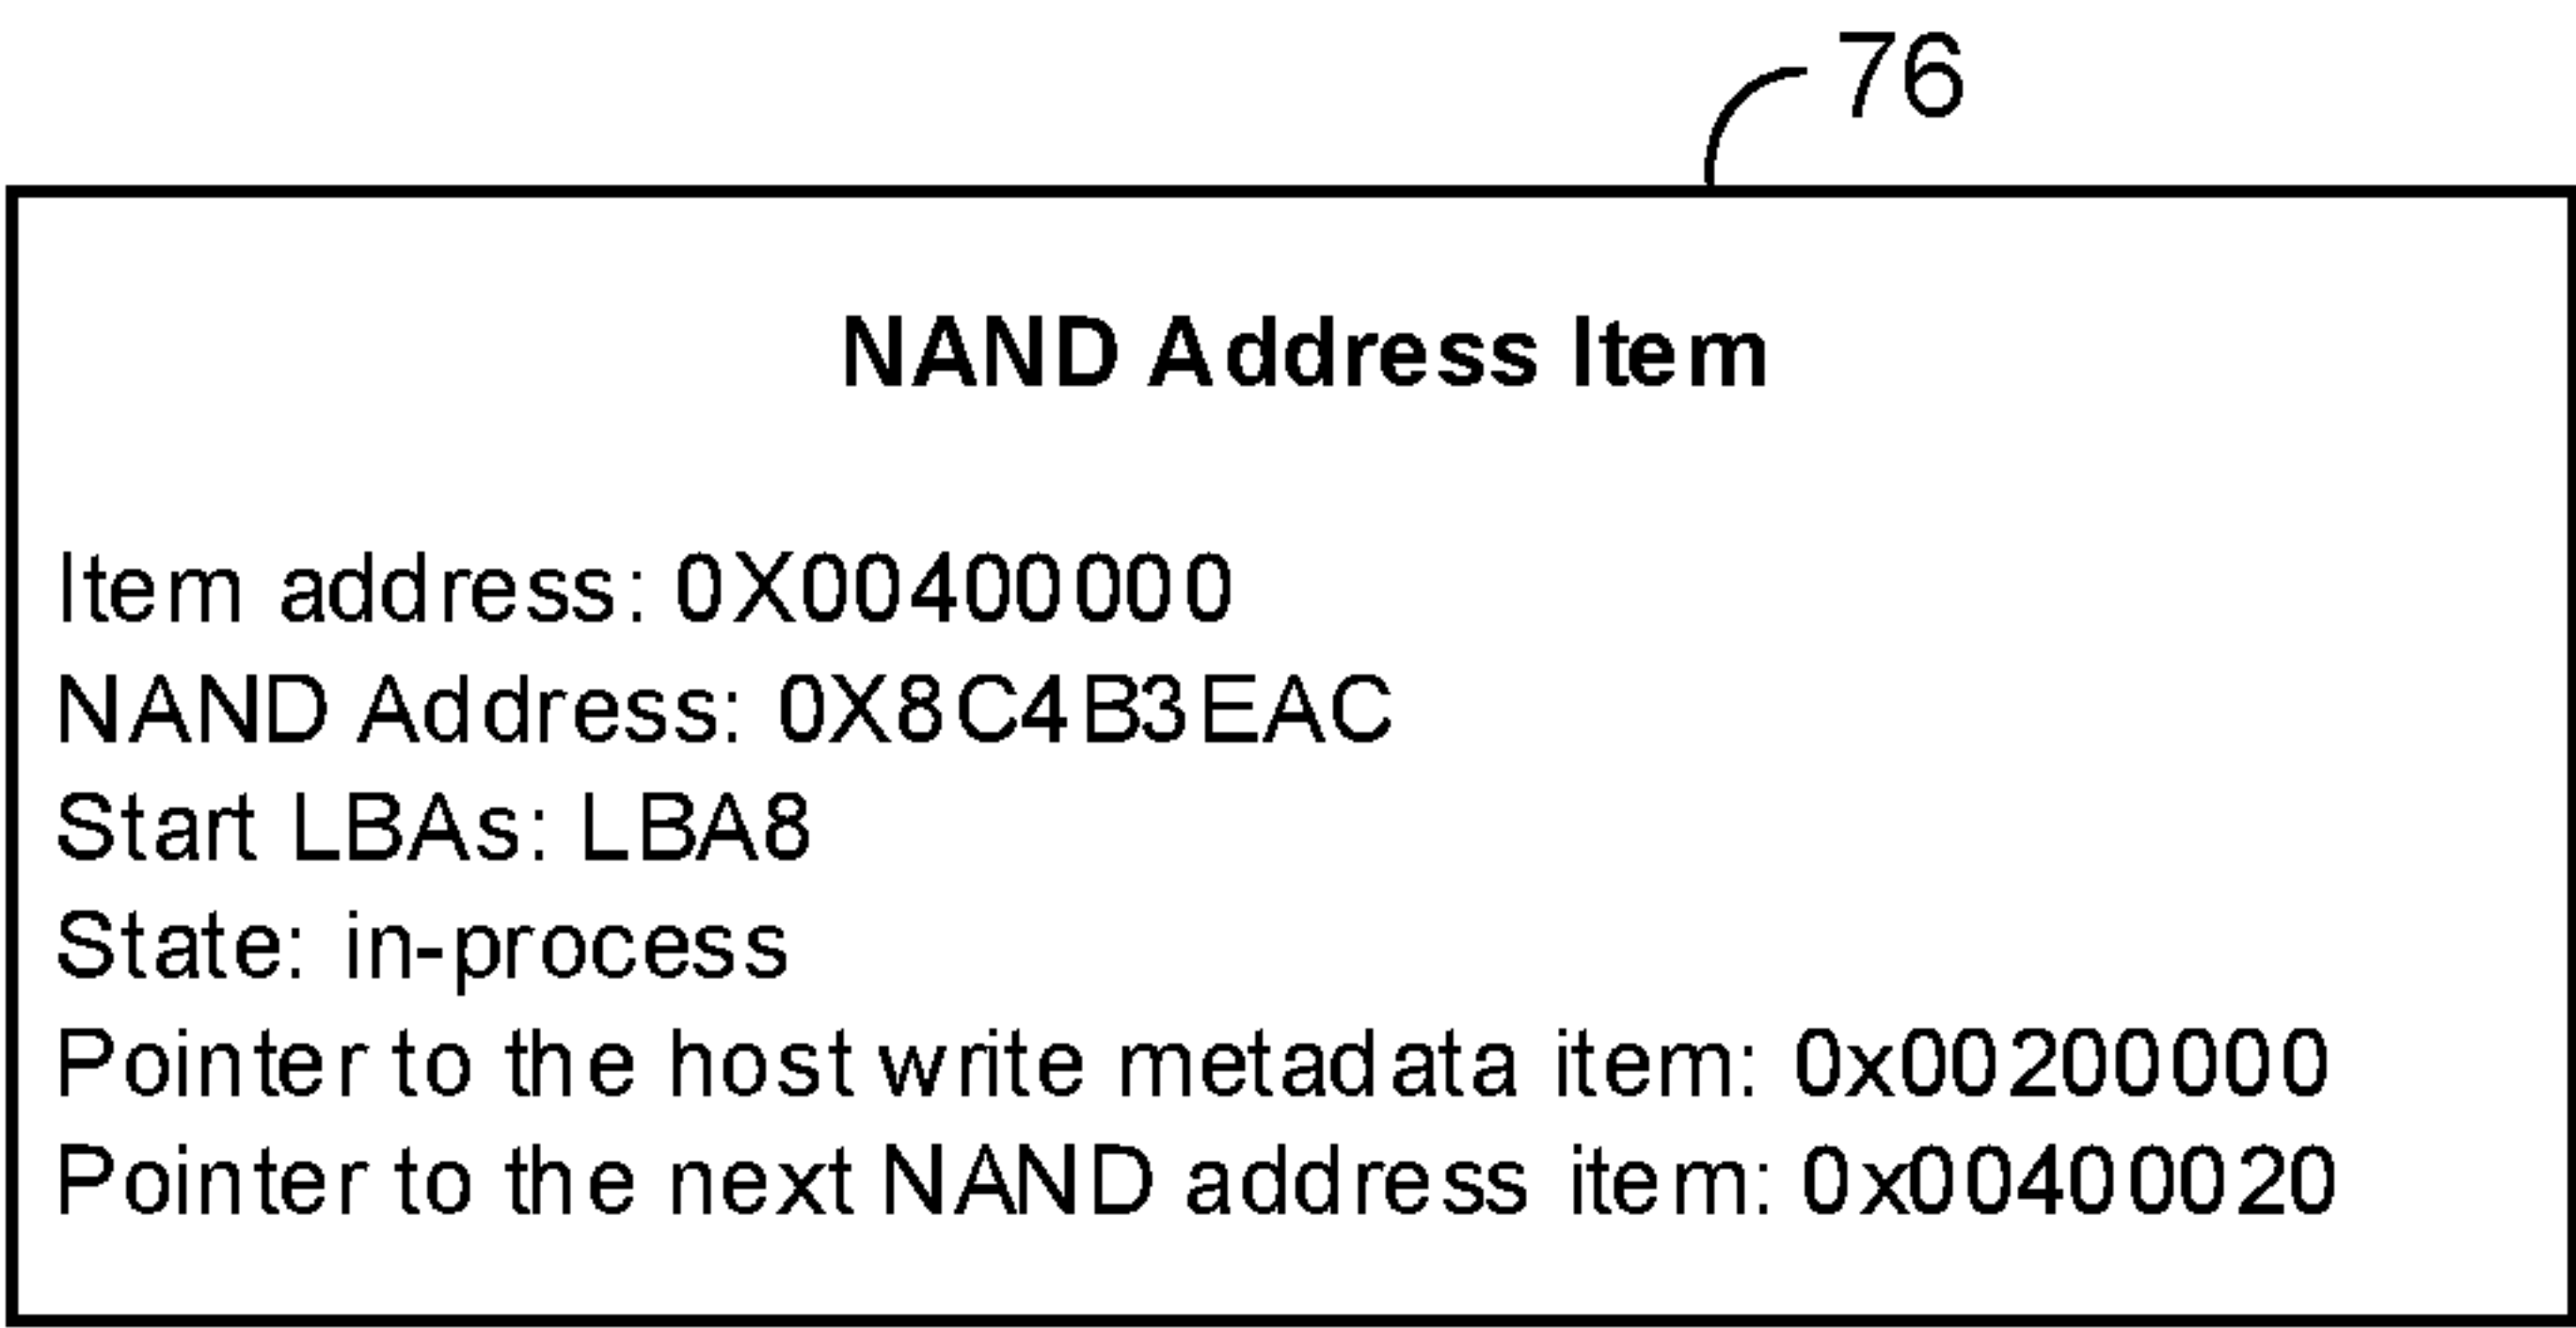 76
NAND Address Item
Item address: 0X00400000
NAND Address: 0X8C4B3EAC
Start LBAs: LBA8
State: in-process
Pointer to the host write metadata item: 0x00200000
Pointer to the next NAND address item: 0x00400020